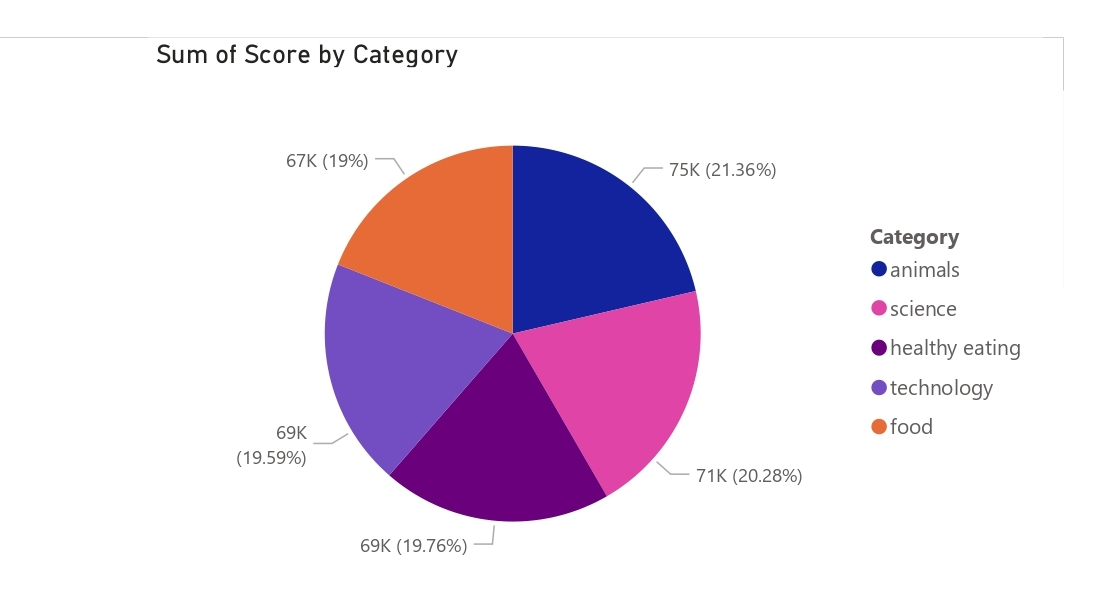 Sum of Score by Category
67K (19%)
75K (21.36%)
Category
animals
science
healthy eating
technology
food
69K
(19.59%)
71K (20.28%)
69K (19.76%)